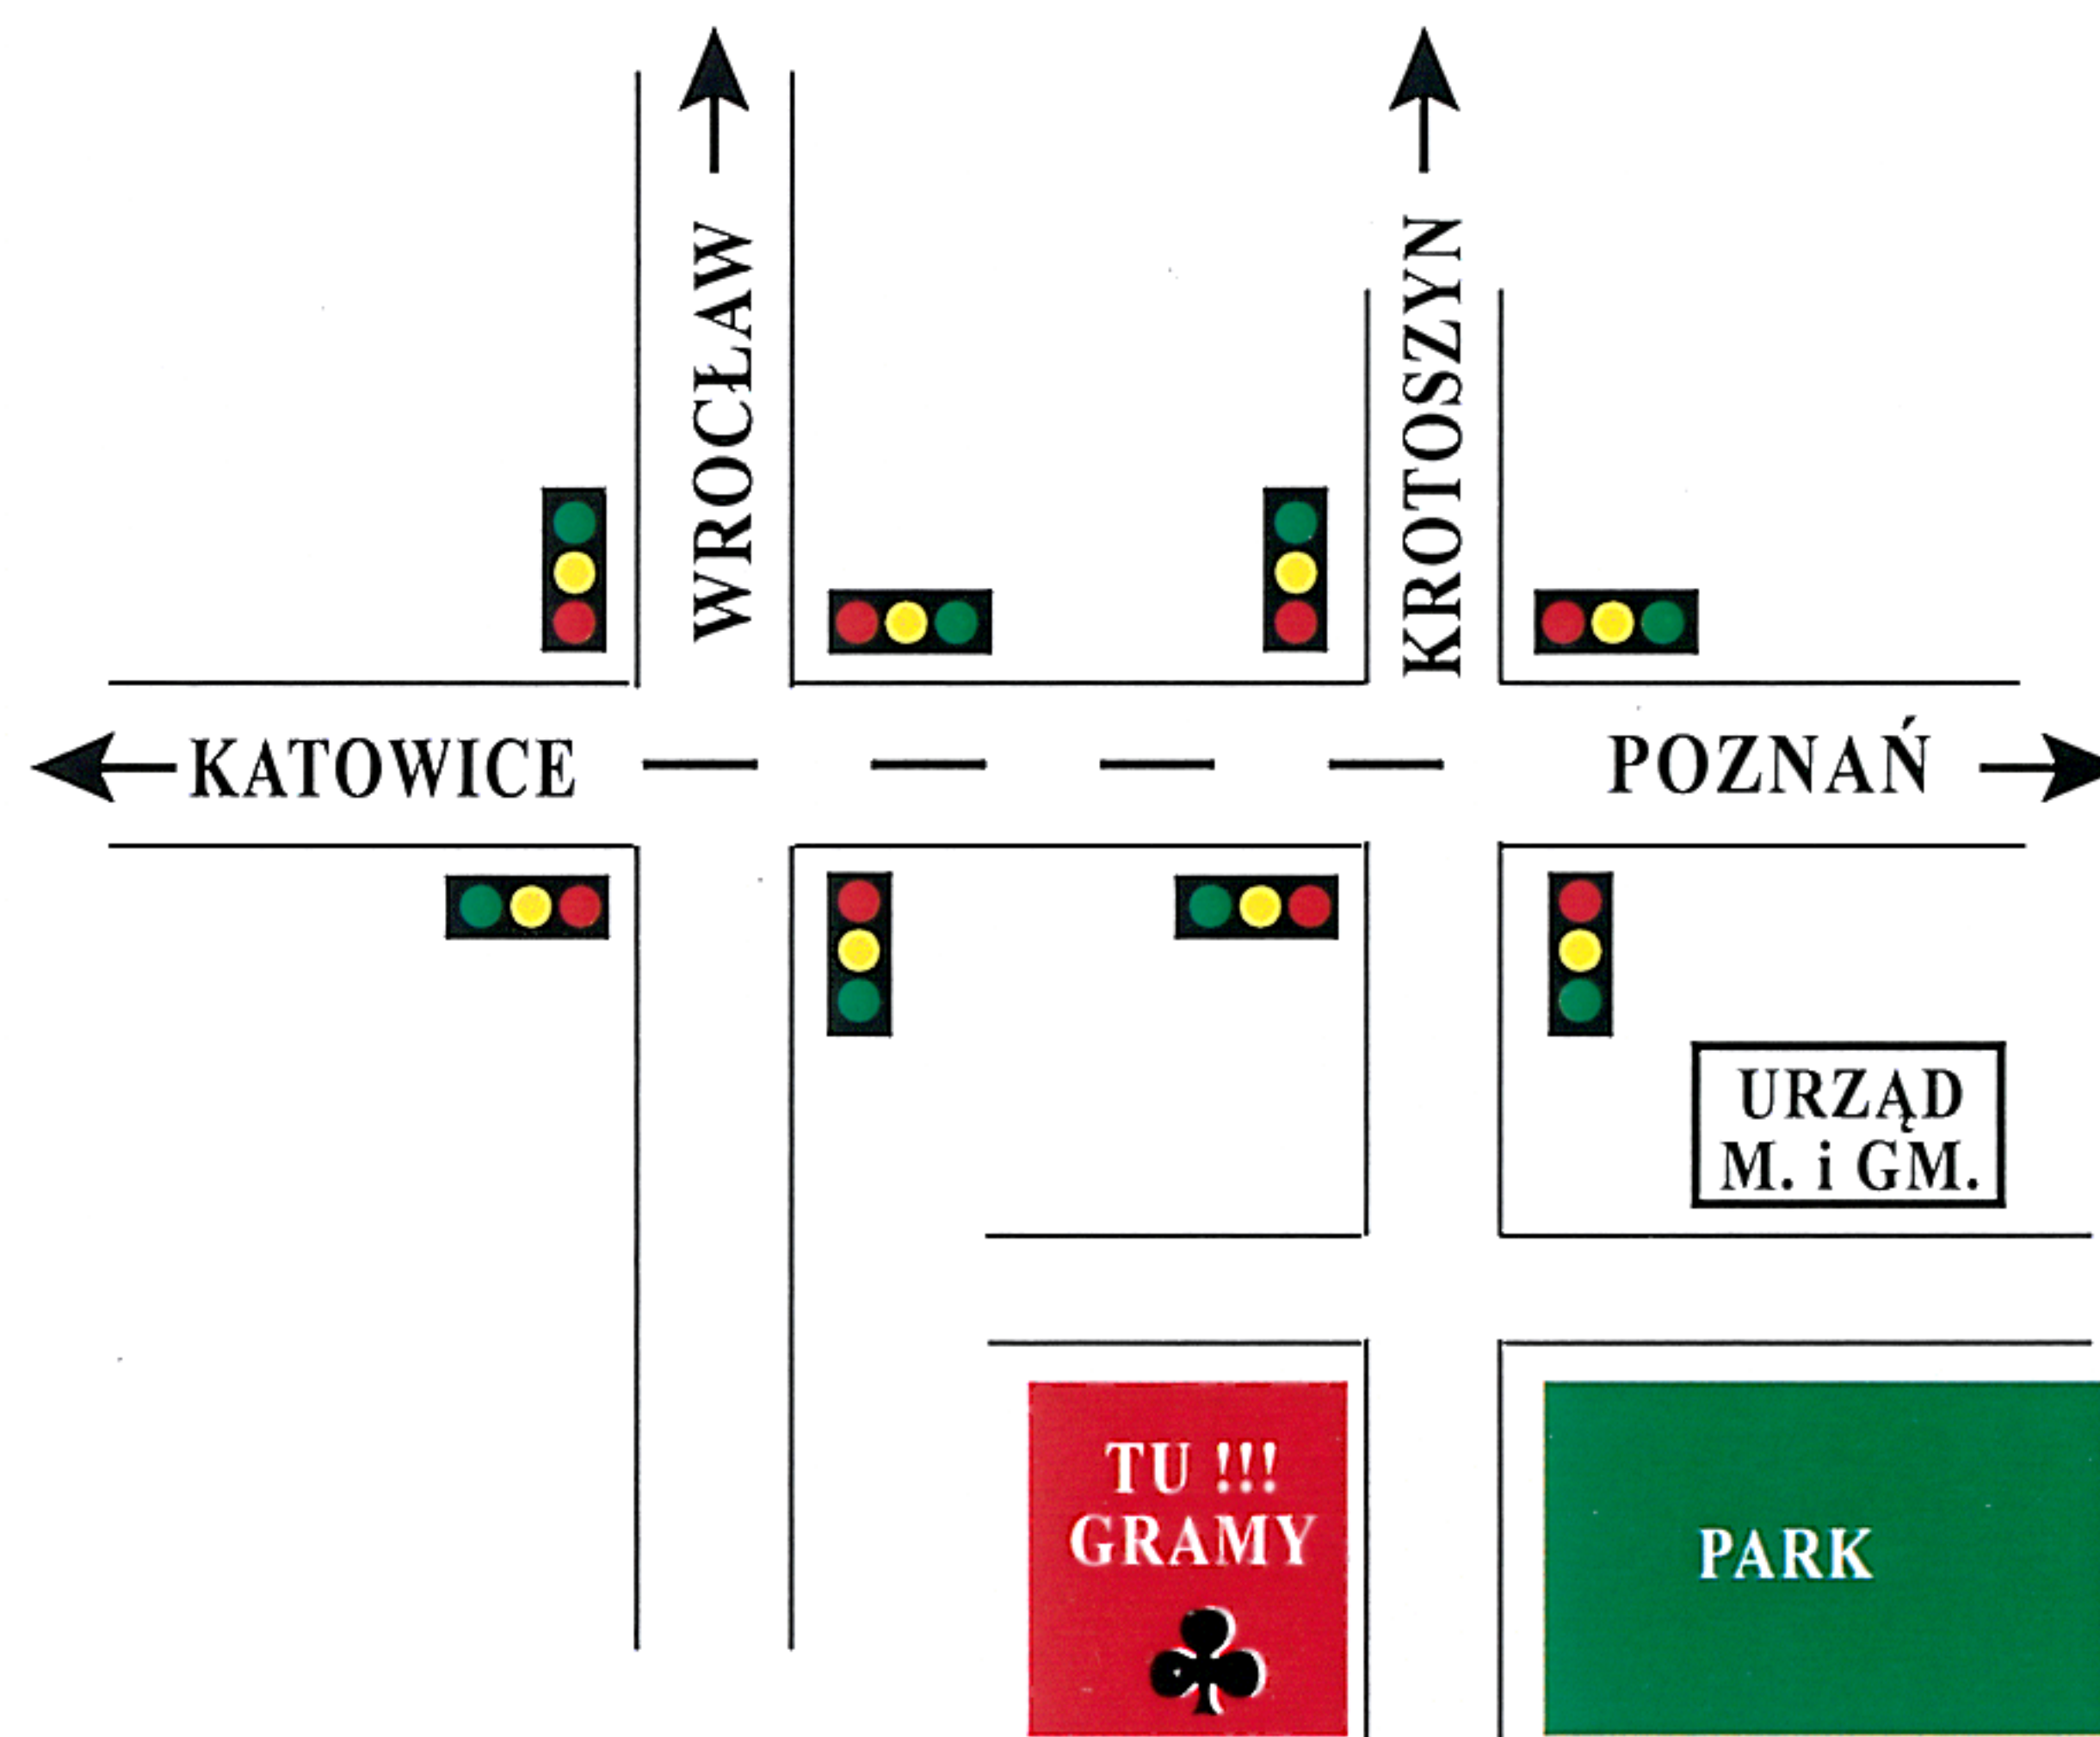 WROCŁAW
KROTOSZYN
KATOWICE
POZNAŃ
URZĄD
M. i GM.
TU !!!
GRAMY
PARK